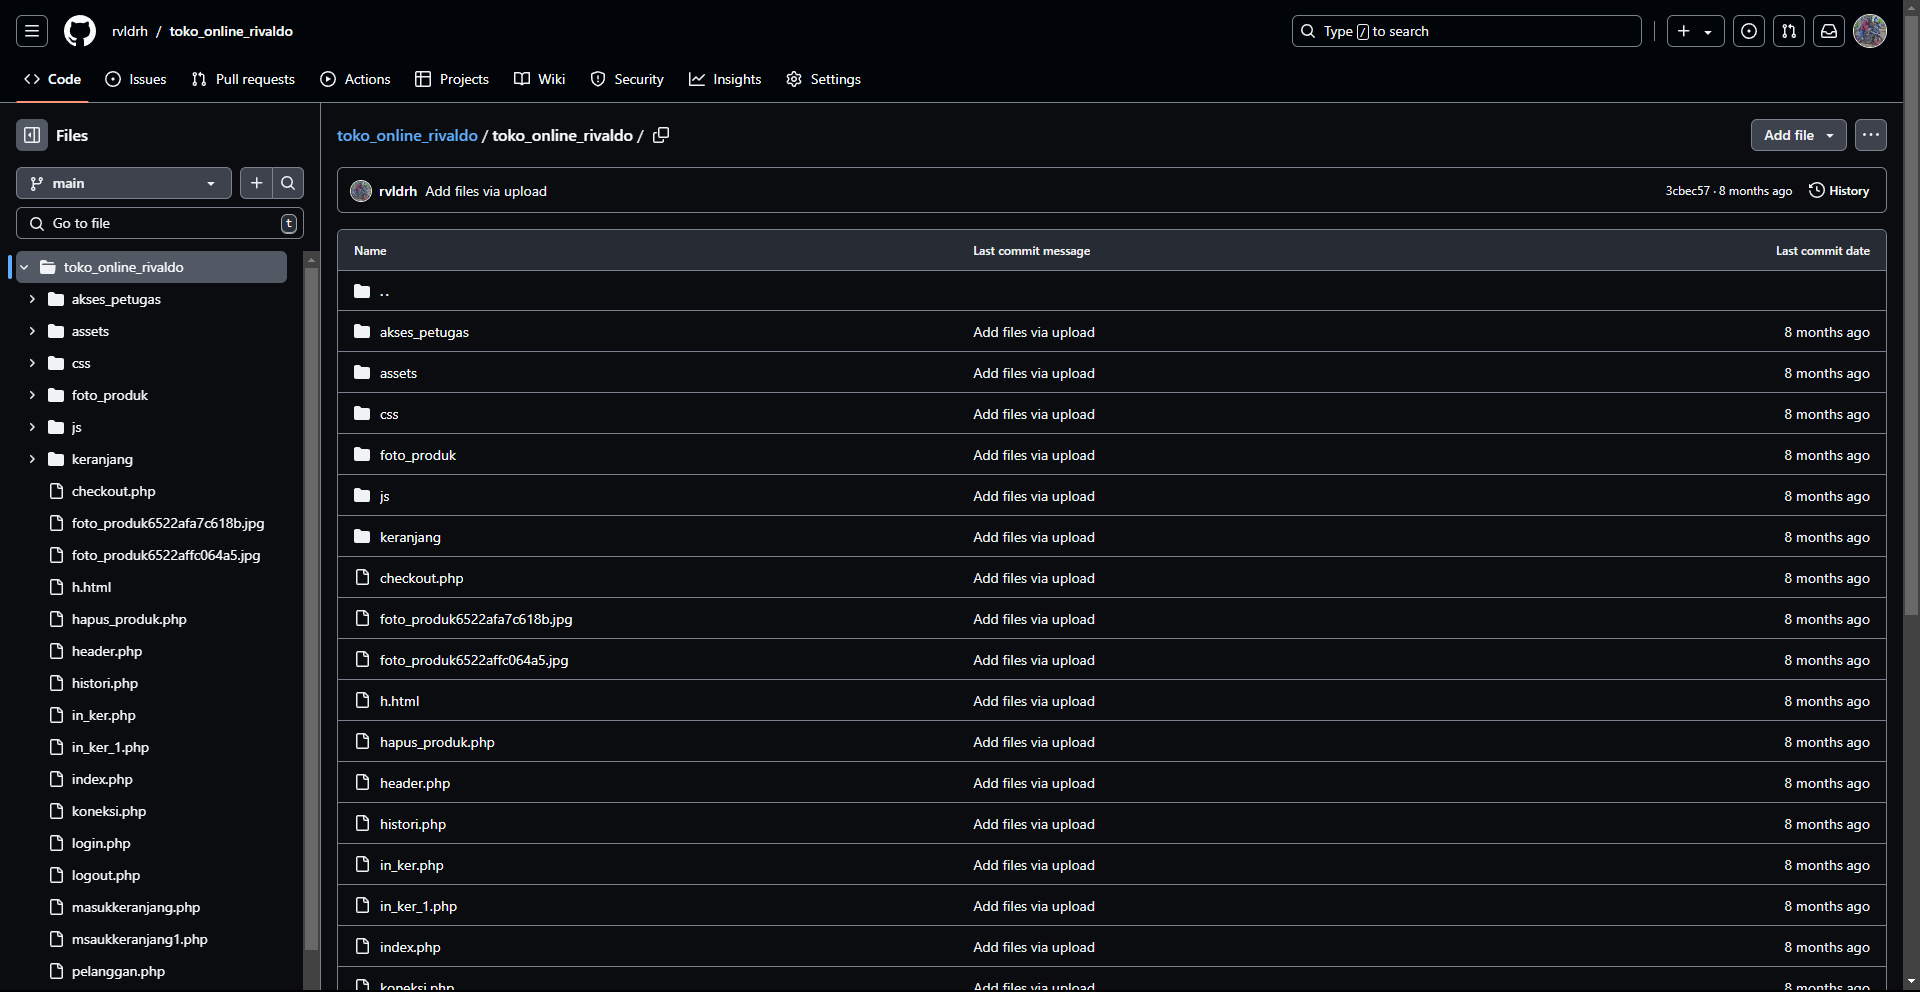 rvldrh / toko_online_rivaldo
Type / to search
Code Issues Pull requests Actions Projects Wiki Security Insights Settings
Files
main
Go to file t
toko_online_rivaldo
akses_petugas
assets
css
foto_produk
js
keranjang
checkout.php
foto_produk6522afa7c618b.jpg
foto_produk6522affc064a5.jpg
h.html
hapus_produk.php
header.php
histori.php
in_ker.php
in_ker_1.php
index.php
koneksi.php
login.php
logout.php
masukkeranjang.php
msaukkeranjang1.php
pelanggan.php
toko_online_rivaldo / toko_online_rivaldo /
Add file
rvldrh Add files via upload 3cbec57 · 8 months ago History
Name Last commit message Last commit date
..
akses_petugas Add files via upload 8 months ago
assets Add files via upload 8 months ago
css Add files via upload 8 months ago
foto_produk Add files via upload 8 months ago
js Add files via upload 8 months ago
keranjang Add files via upload 8 months ago
checkout.php Add files via upload 8 months ago
foto_produk6522afa7c618b.jpg Add files via upload 8 months ago
foto_produk6522affc064a5.jpg Add files via upload 8 months ago
h.html Add files via upload 8 months ago
hapus_produk.php Add files via upload 8 months ago
header.php Add files via upload 8 months ago
histori.php Add files via upload 8 months ago
in_ker.php Add files via upload 8 months ago
in_ker_1.php Add files via upload 8 months ago
index.php Add files via upload 8 months ago
koneksi.php Add files via upload 8 months ago